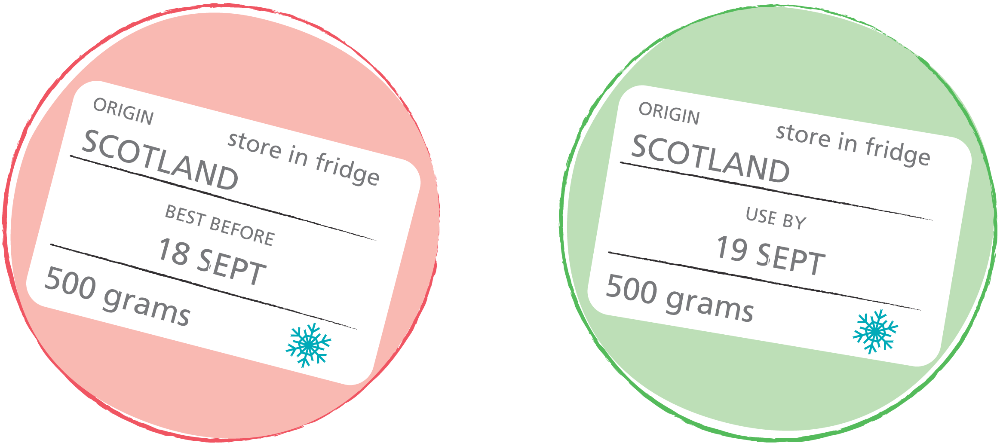 ORIGIN
store in fridge
SCOTLAND
BEST BEFORE
18 SEPT
500 grams
ORIGIN
store in fridge
SCOTLAND
USE BY
19 SEPT
500 grams